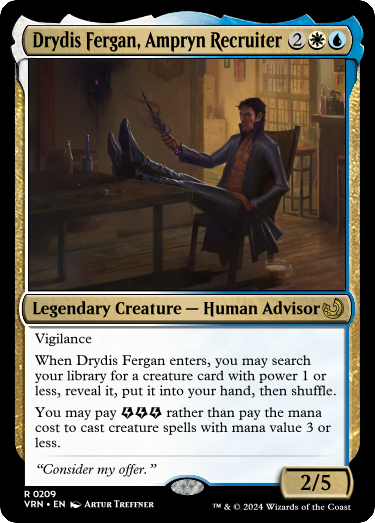 Drydis Fergan, Ampryn Recruiter 2
Legendary Creature — Human Advisor
Vigilance
When Drydis Fergan enters, you may search
your library for a creature card with power 1 or
less, reveal it, put it into your hand, then shuffle.
You may pay rather than pay the mana
cost to cast creature spells with mana value 3 or
less.
“Consider my offer.”
2/5
R 0209
VRN • EN Artur Treffner
™ & © 2024 Wizards of the Coast